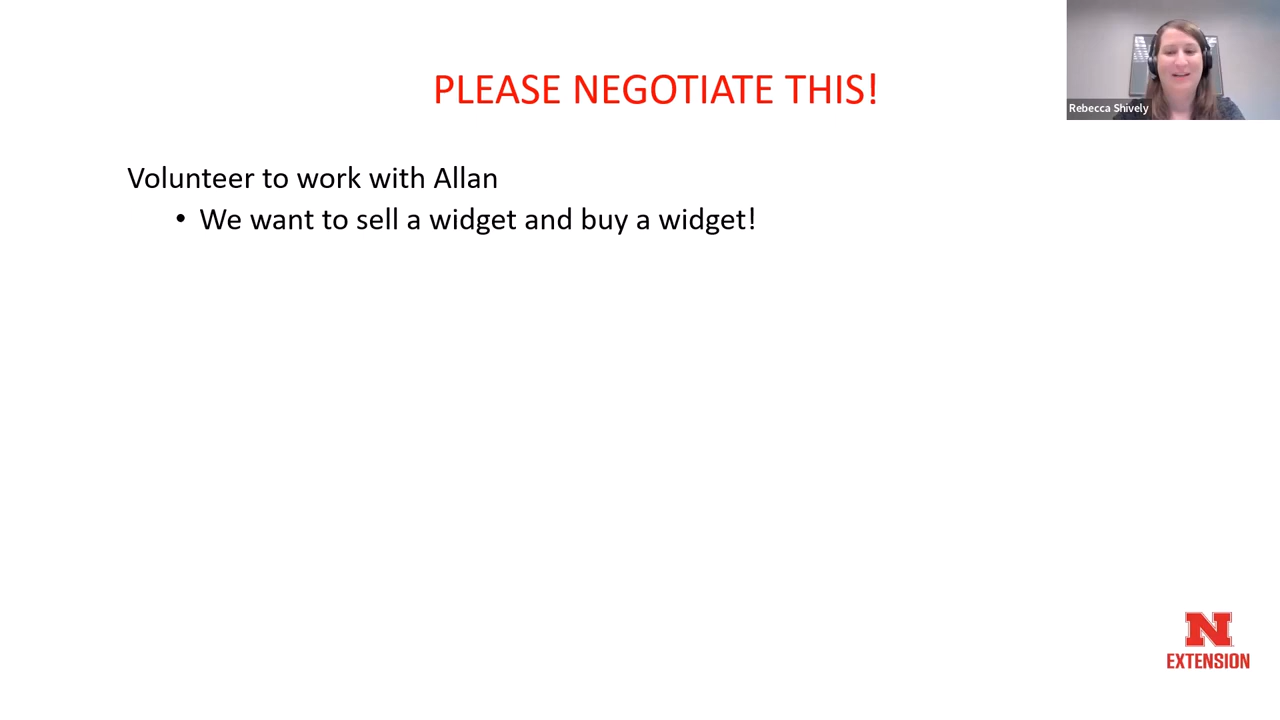 PLEASE NEGOTIATE THIS!
Rebecca Shively
Volunteer to work with Allan
• We want to sell a widget and buy a widget!
N
EXTENSION